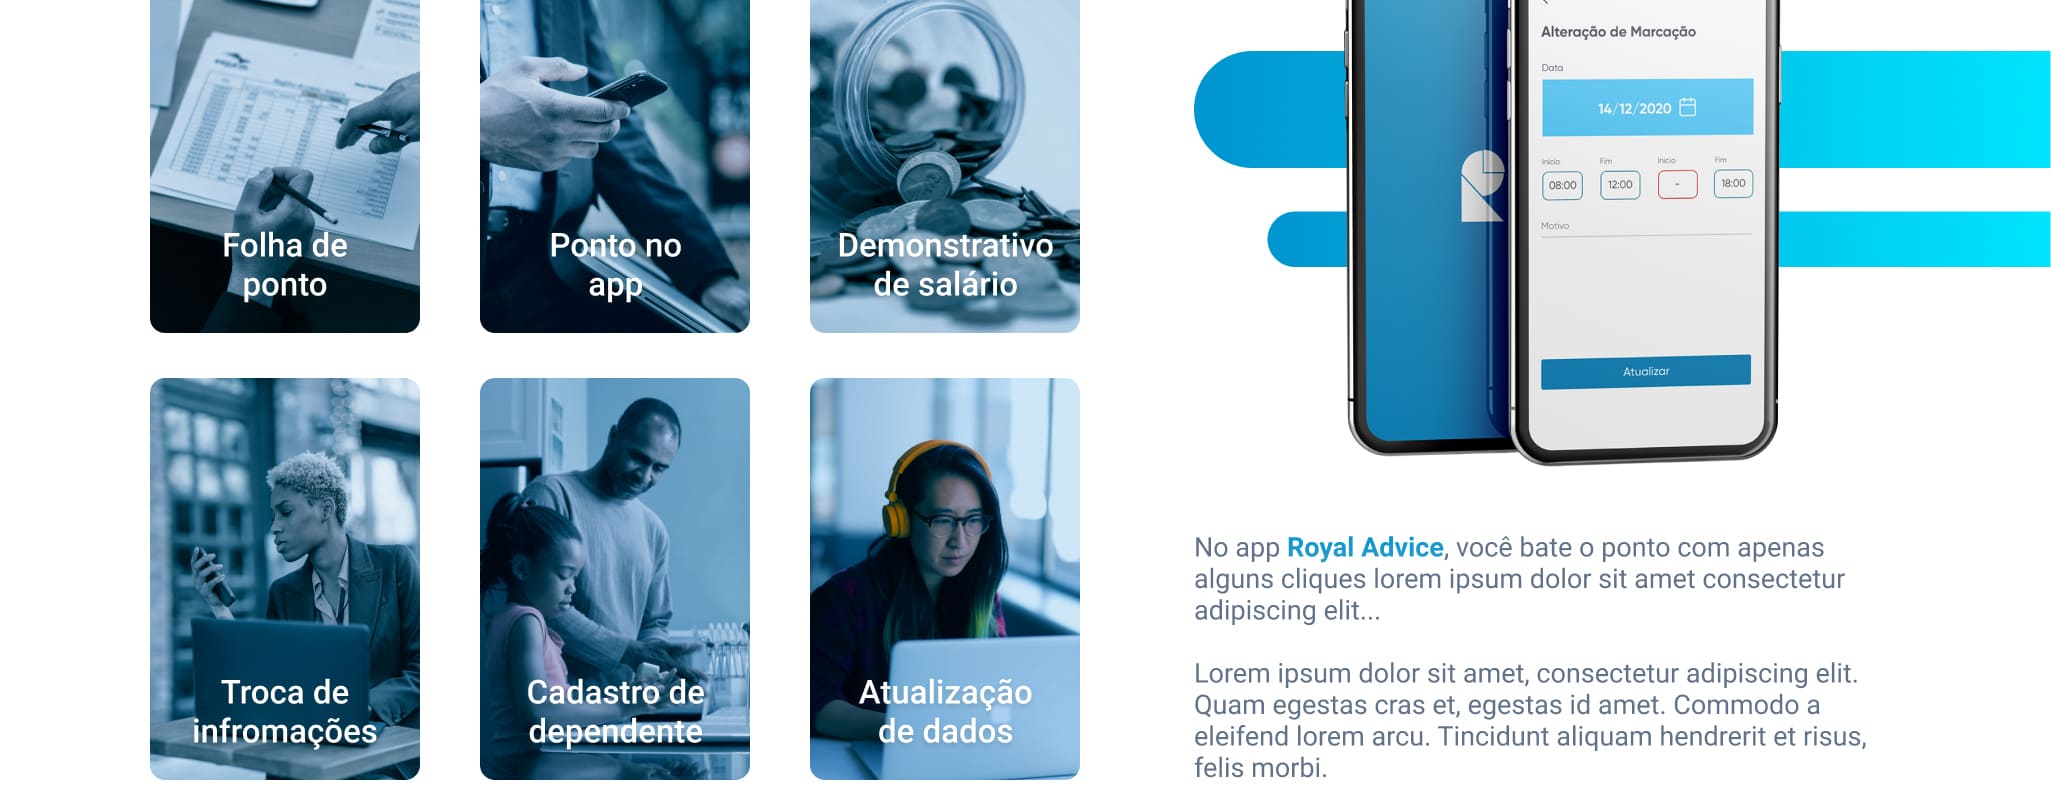 Folha de
ponto
Ponto no
app
Demonstrativo
de salário
Troca de
infromações
Cadastro de
dependente
Atualização
de dados
Alteração de Marcação
Data
14/12/2020
Inicio
Fim
Inicio
Fim
08:00
12:00
-
18:00
Motivo
Atualizar
No app Royal Advice, você bate o ponto com apenas
alguns cliques lorem ipsum dolor sit amet consectetur
adipiscing elit...
Lorem ipsum dolor sit amet, consectetur adipiscing elit.
Quam egestas cras et, egestas id amet. Commodo a
eleifend lorem arcu. Tincidunt aliquam hendrerit et risus,
felis morbi.